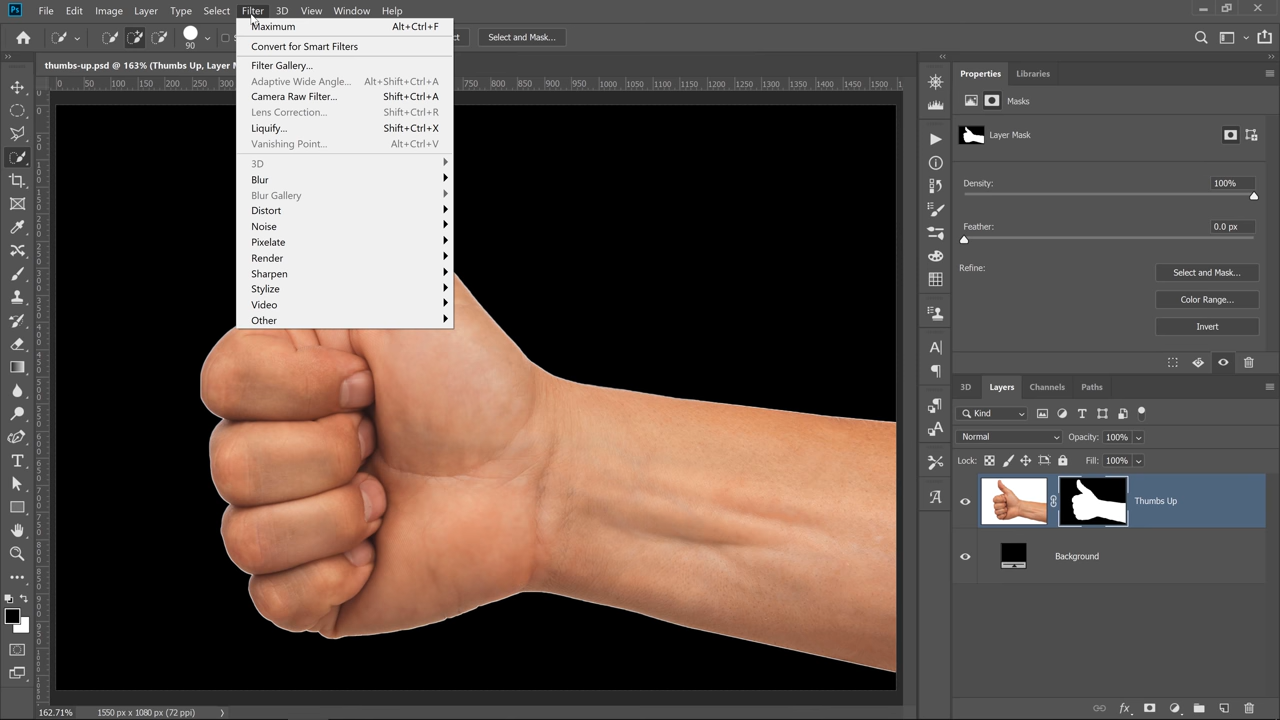 Ps File Edit Image Layer Type Select Filter 3D View Window Help
90 Select and Mask...
thumbs-up.psd @ 163% (Thumbs Up, Layer M
Maximum Alt+Ctrl+F
Convert for Smart Filters
Filter Gallery...
Adaptive Wide Angle... Alt+Shift+Ctrl+A
Camera Raw Filter... Shift+Ctrl+A
Lens Correction... Shift+Ctrl+R
Liquify... Shift+Ctrl+X
Vanishing Point... Alt+Ctrl+V
3D
Blur
Blur Gallery
Distort
Noise
Pixelate
Render
Sharpen
Stylize
Video
Other
Properties Libraries
Masks
Layer Mask
Density: 100%
Feather: 0.0 px
Refine: Select and Mask...
Color Range...
Invert
3D Layers Channels Paths
Kind
Normal Opacity: 100%
Lock: Fill: 100%
Thumbs Up
Background
162.71% 1550 px x 1080 px (72 ppi)